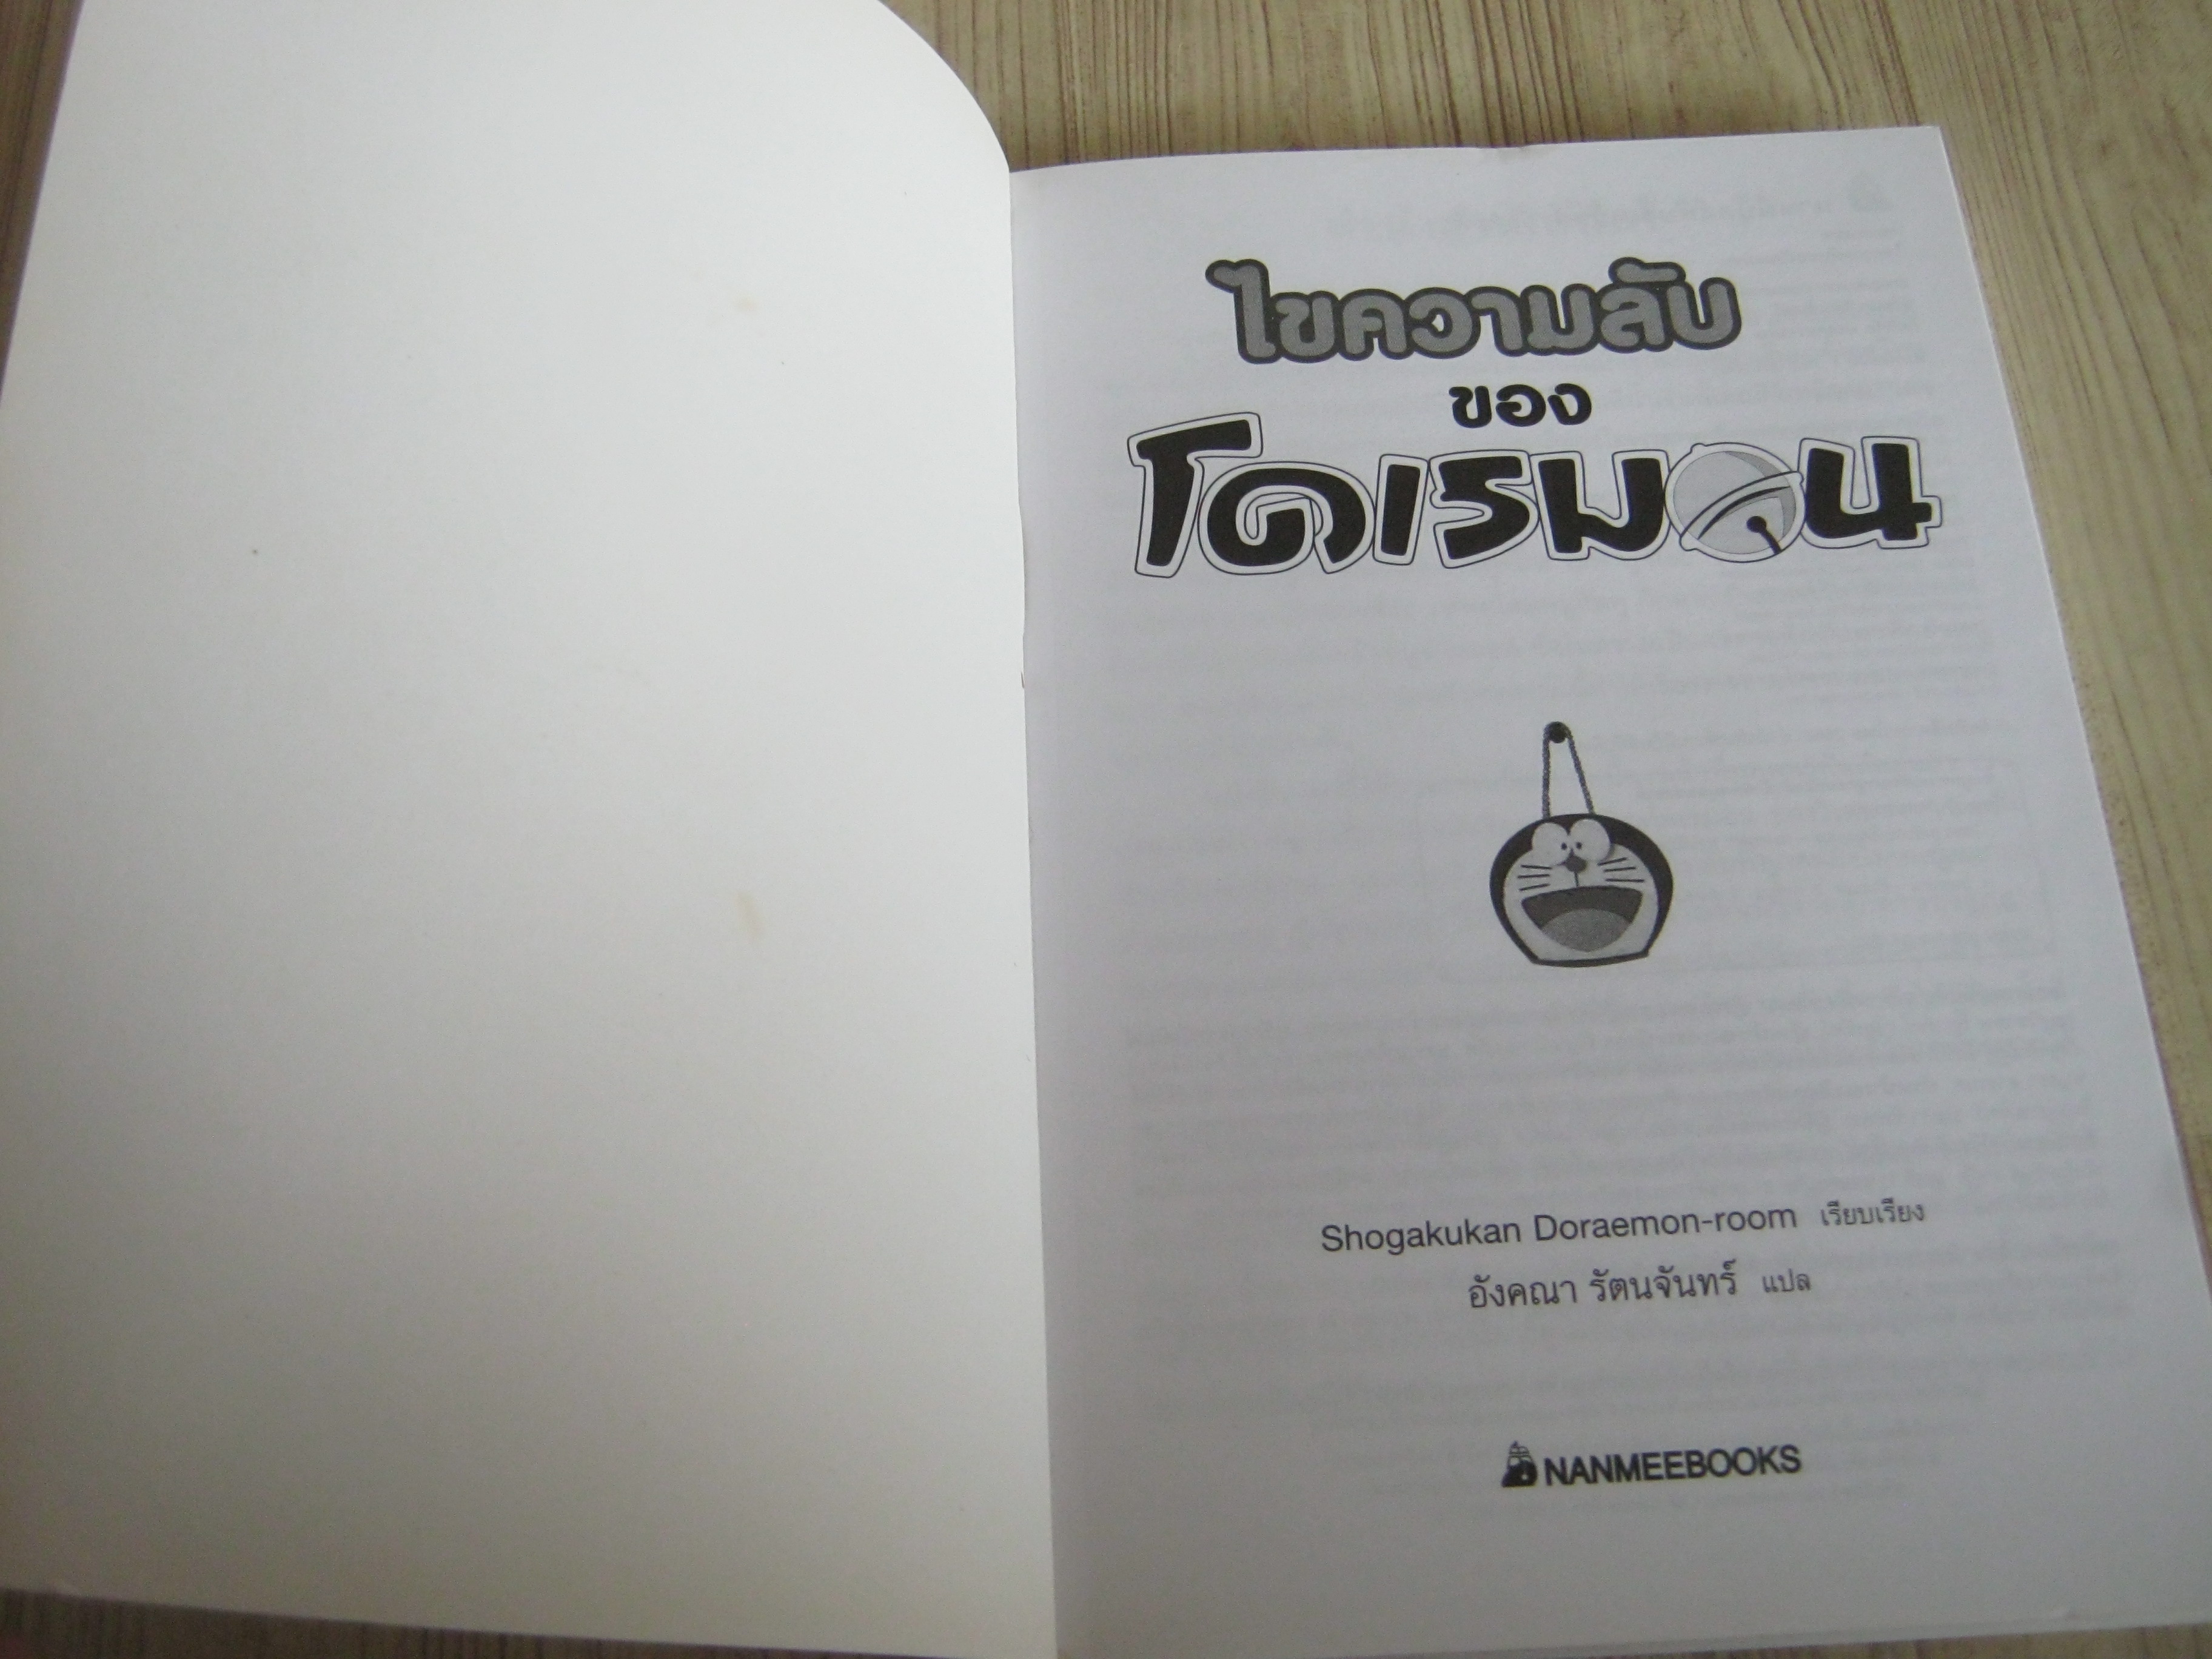 ไขความลับ
ของ
โดเรมอน
Shogakukan Doraemon-room เรียบเรียง
อังคณา รัตนจันทร์ แปล
NANMEEBOOKS